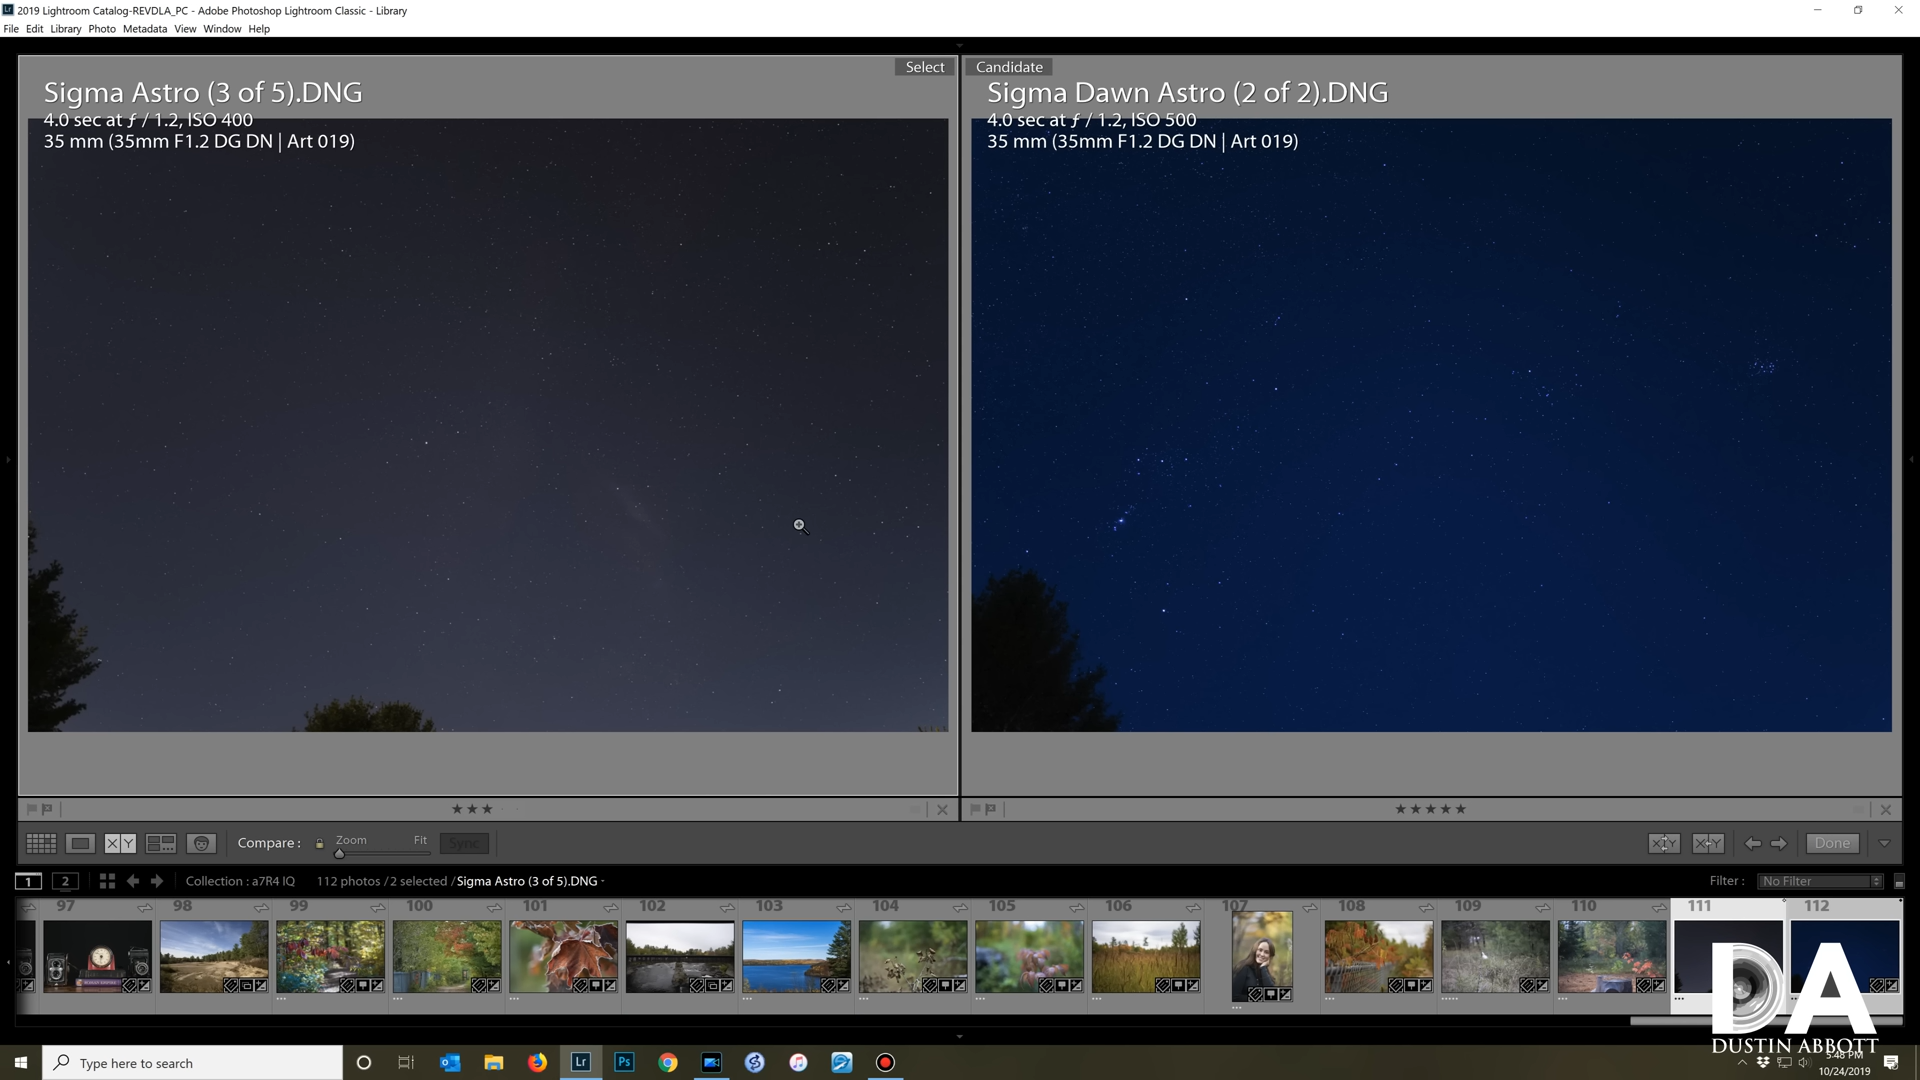 2019 Lightroom Catalog-REVDLA_PC - Adobe Photoshop Lightroom Classic - Library
File Edit Library Photo Metadata View Window Help
Select
Candidate
Sigma Astro (3 of 5).DNG
4.0 sec at ƒ / 1.2, ISO 400
35 mm (35mm F1.2 DG DN | Art 019)
Sigma Dawn Astro (2 of 2).DNG
4.0 sec at ƒ / 1.2, ISO 500
35 mm (35mm F1.2 DG DN | Art 019)
XY Compare : Zoom Fit Sync Done
1 2 Collection : a7R4 IQ 112 photos / 2 selected / Sigma Astro (3 of 5).DNG
Filter : No Filter
97 98 99 100 101 102 103 104 105 106 107 108 109 110 111 112
DA
DUSTIN ABBOTT
Type here to search
Lr Ps
5:48 PM
10/24/2019